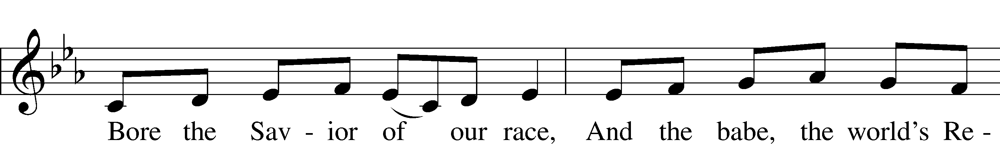 Bore the Sav - ior of our race, And the babe, the world's Re -